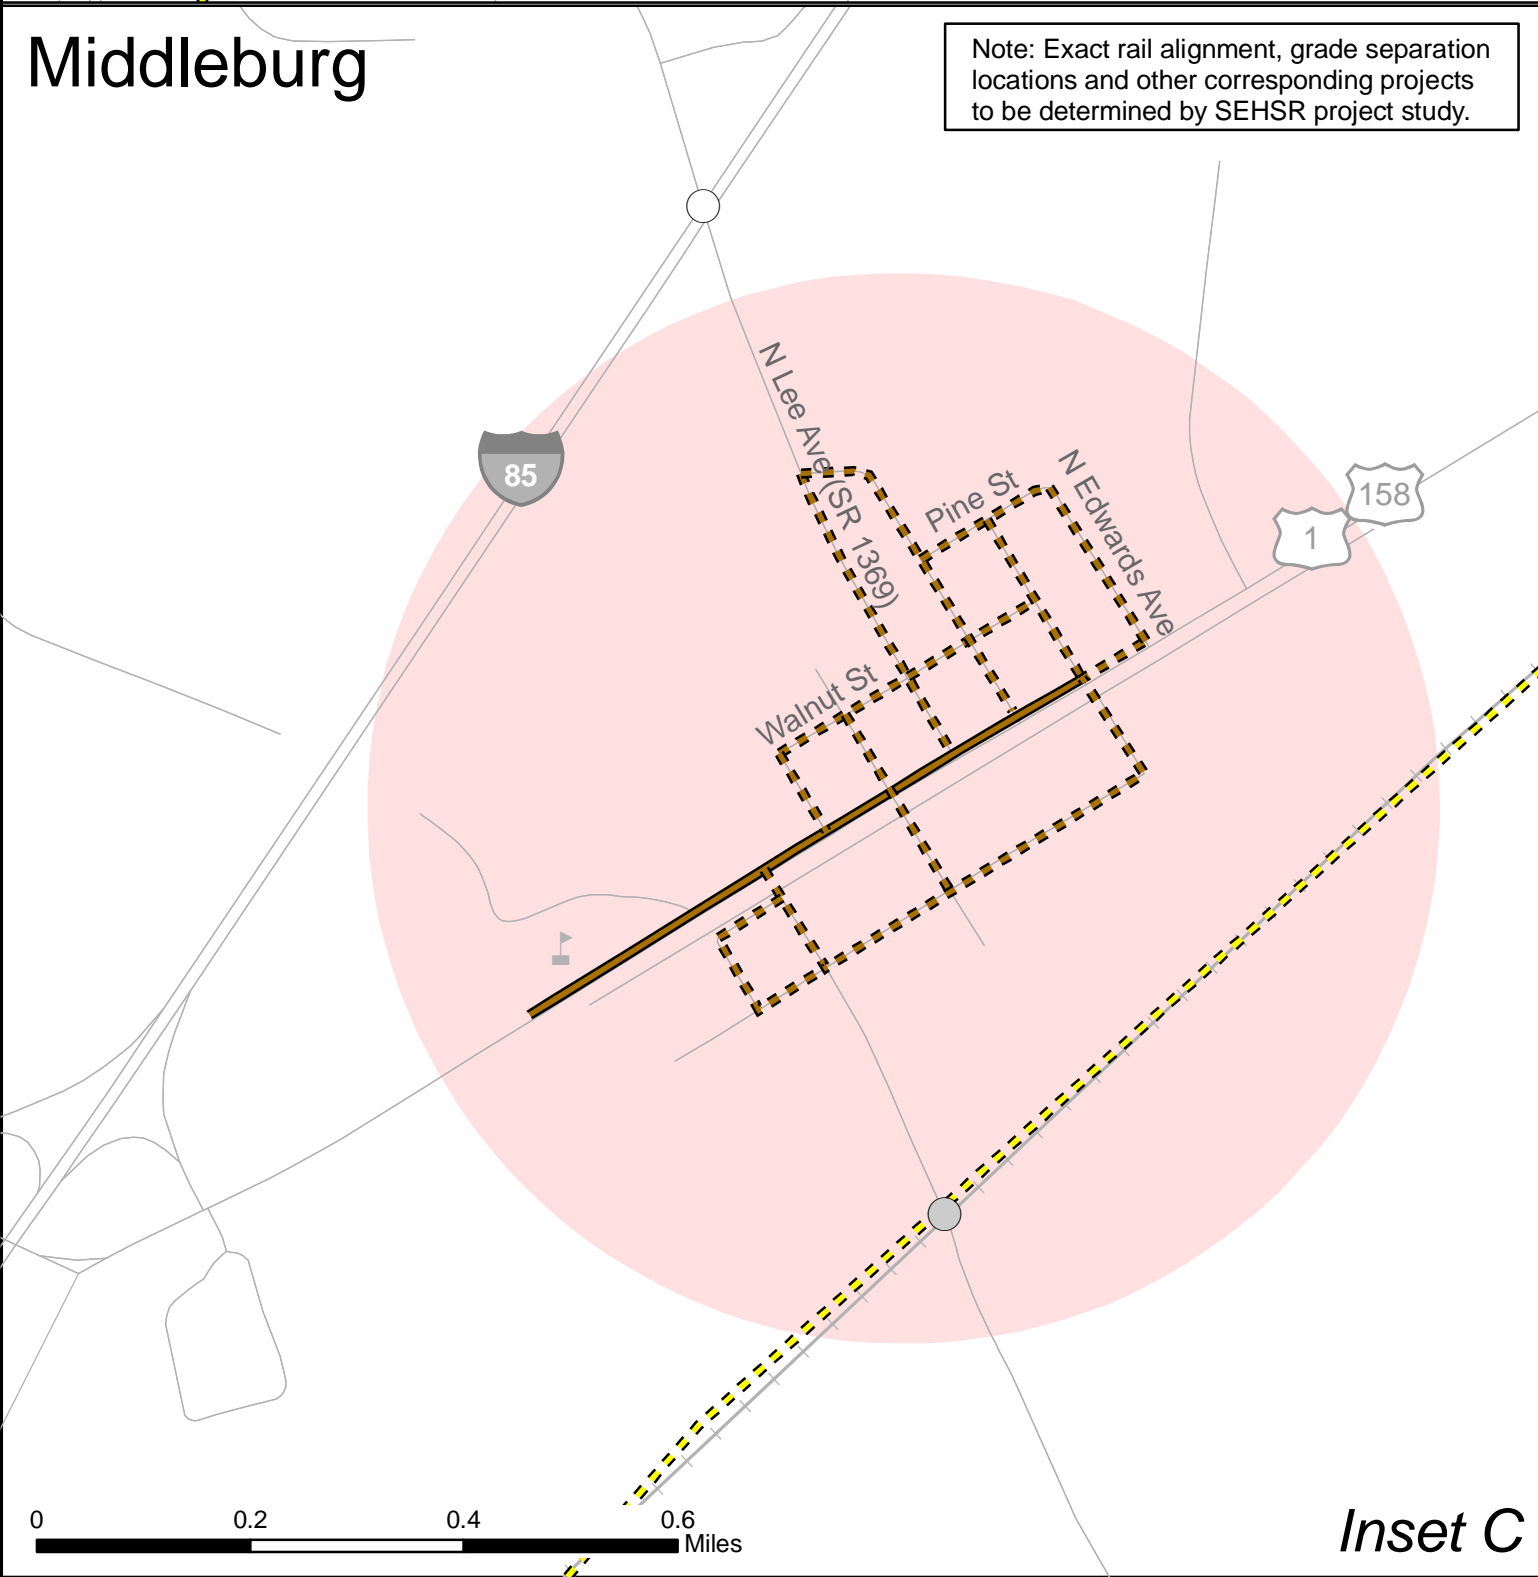 Middleburg
Note: Exact rail alignment, grade separation
locations and other corresponding projects
to be determined by SEHSR project study.
N Lee Ave (SR 1369)
85
Pine St
N Edwards Ave
158
1
Walnut St
0 0.2 0.4 0.6
Miles
Inset C